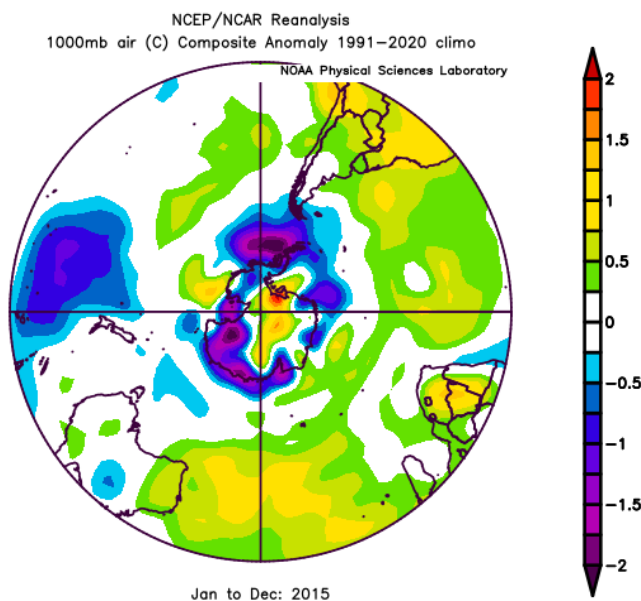 NCEP/NCAR Reanalysis
1000mb air (C) Composite Anomaly 1991−2020 climo
NOAA Physical Sciences Laboratory
2
1.5
1
0.5
0
−0.5
−1
−1.5
−2
Jan to Dec: 2015